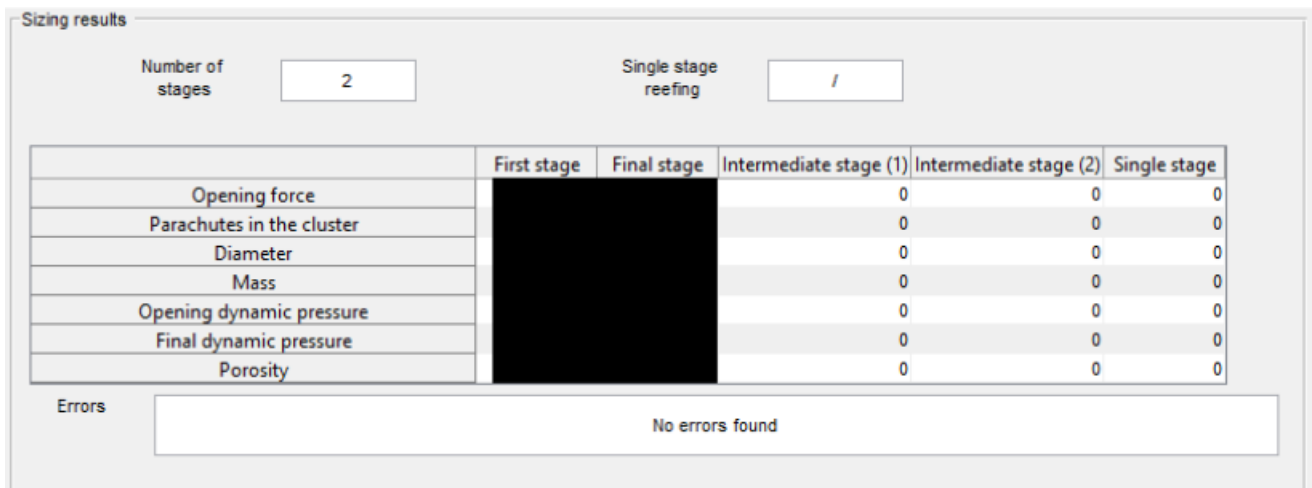 Sizing results
Number of
stages
2
Single stage
reefing
/
First stage Final stage Intermediate stage (1) Intermediate stage (2) Single stage
Opening force 0 0 0
Parachutes in the cluster 0 0 0
Diameter 0 0 0
Mass 0 0 0
Opening dynamic pressure 0 0 0
Final dynamic pressure 0 0 0
Porosity 0 0 0
Errors
No errors found